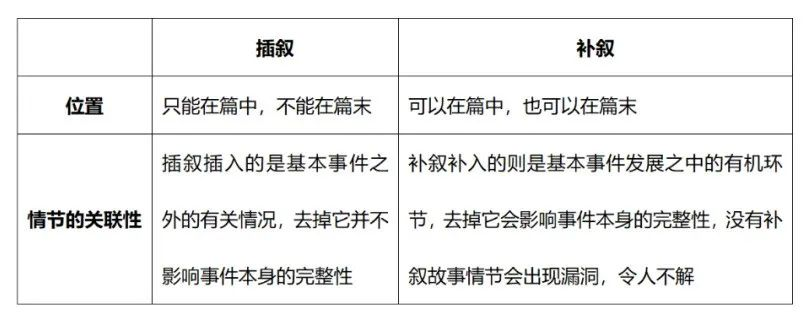 插叙
补叙
位置
只能在篇中，不能在篇末
可以在篇中，也可以在篇末
情节的关联性
插叙插入的是基本事件之
外的有关情况，去掉它并不
影响事件本身的完整性
补叙补入的则是基本事件发展之中的有机环
节，去掉它会影响事件本身的完整性，没有补
叙故事情节会出现漏洞，令人不解